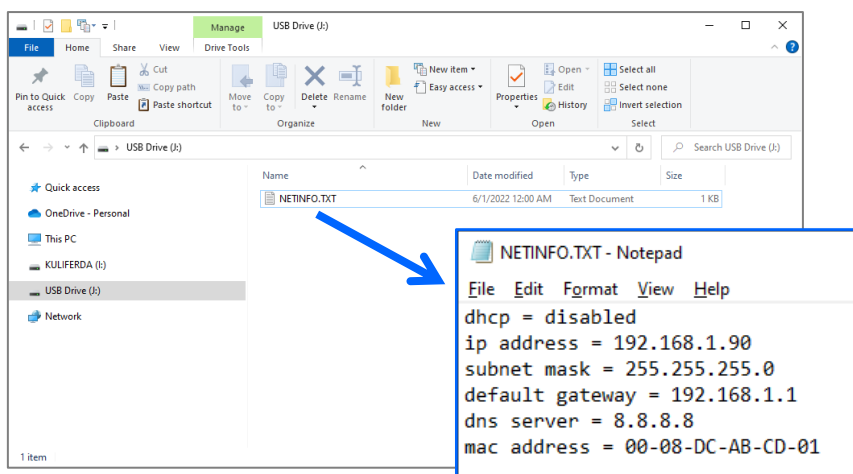 Manage
USB Drive (J:)
File
Home
Share
View
Drive Tools
Pin to Quick
access
Copy
Paste
Cut
Copy path
Paste shortcut
Clipboard
Move
to
Copy
to
Delete
Rename
Organize
New
folder
New item
Easy access
New
Properties
Open
Edit
History
Open
Select all
Select none
Invert selection
Select
USB Drive (J:)
Search USB Drive (J:)
Quick access
OneDrive - Personal
This PC
KULIFERDA (I:)
USB Drive (J:)
Network
Name
Date modified
Type
Size
NETINFO.TXT
6/1/2022 12:00 AM
Text Document
1 KB
1 item
NETINFO.TXT - Notepad
File Edit Format View Help
dhcp = disabled
ip address = 192.168.1.90
subnet mask = 255.255.255.0
default gateway = 192.168.1.1
dns server = 8.8.8.8
mac address = 00-08-DC-AB-CD-01